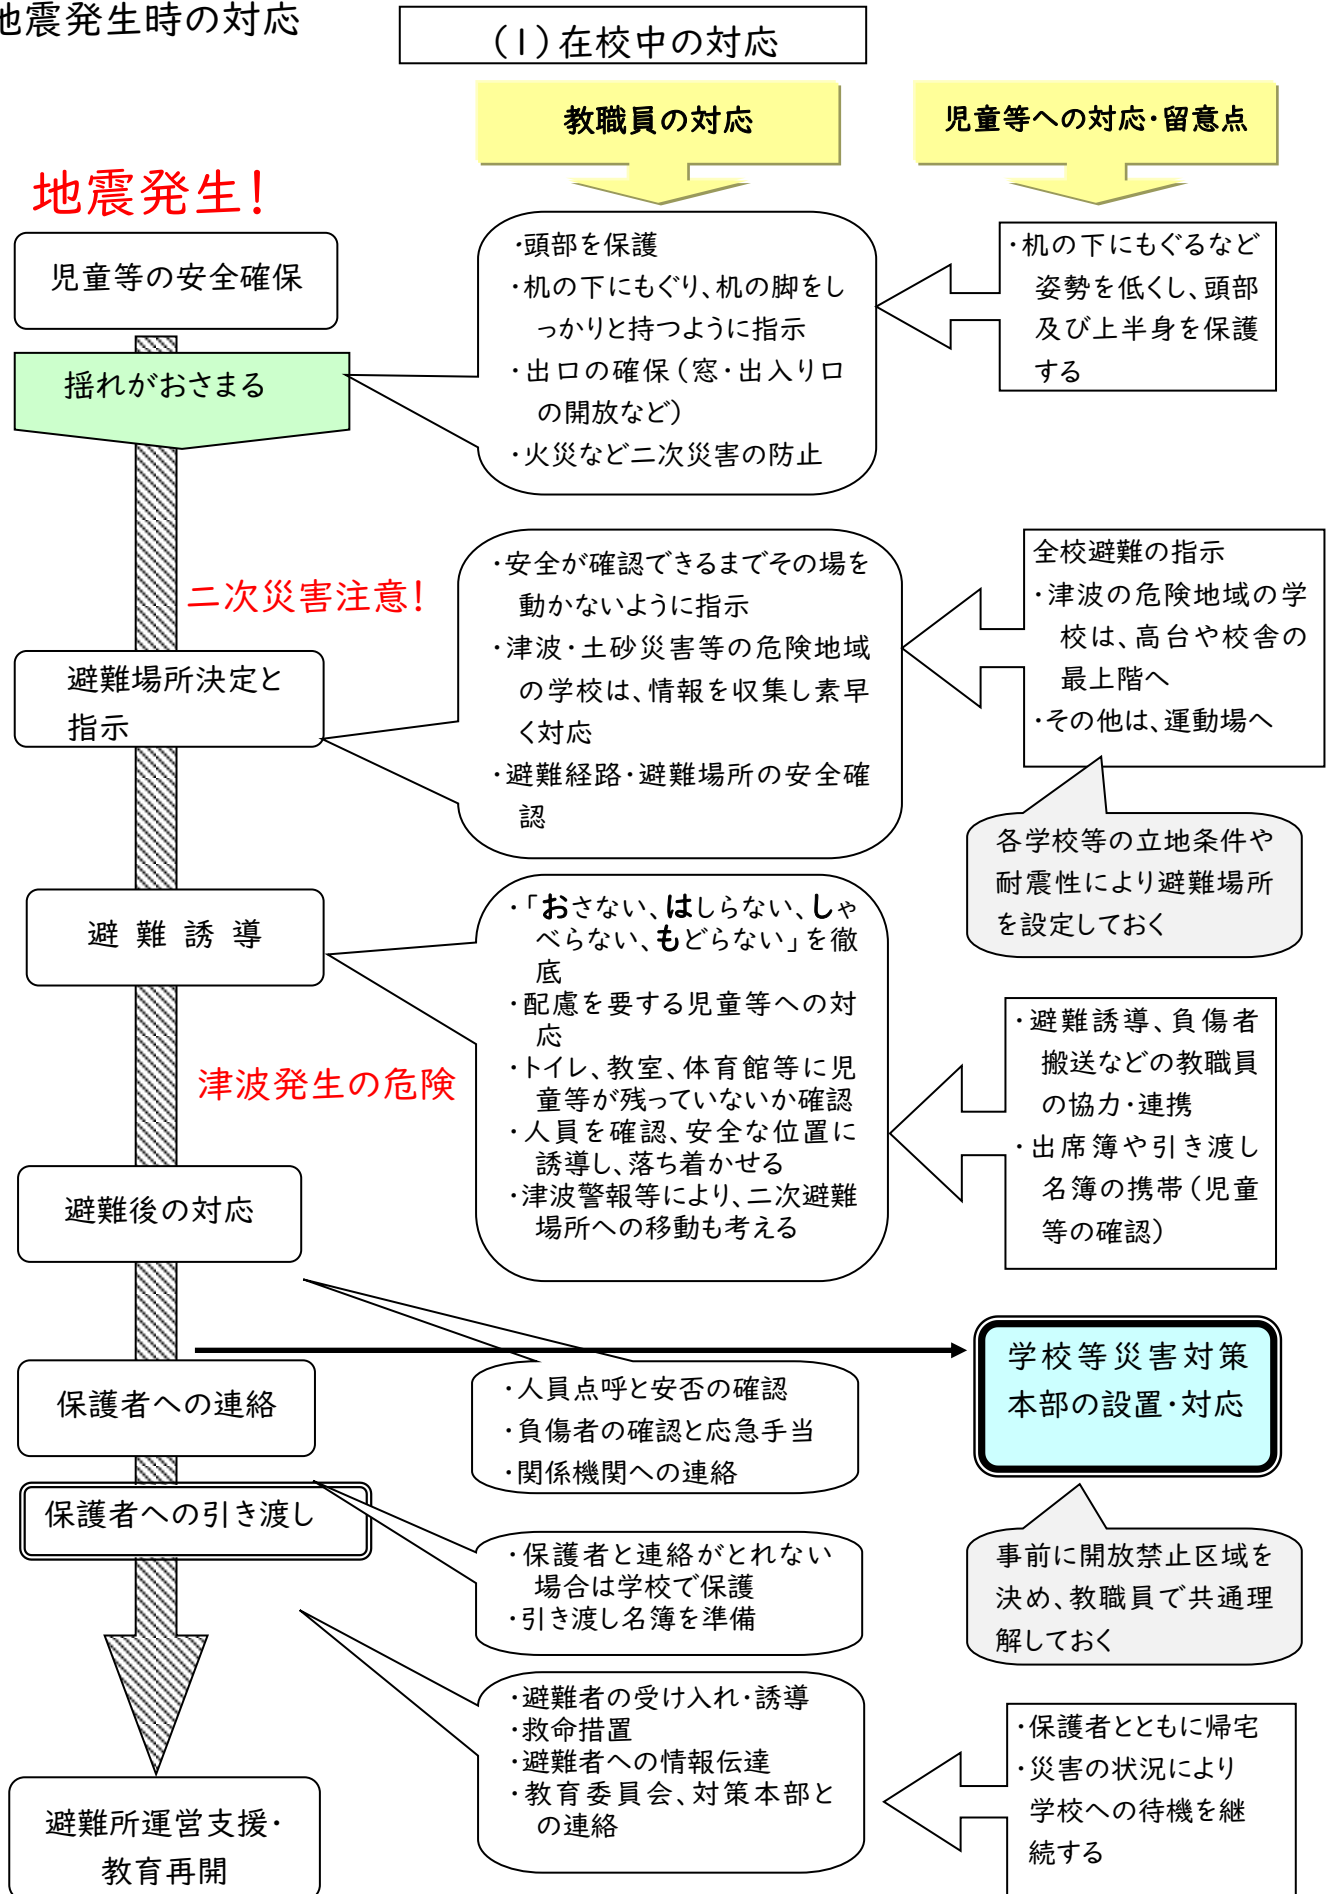 地震発生時の対応
(1)在校中の対応
教職員の対応
児童等への対応・留意点
地震発生！
児童等の安全確保
揺れがおさまる
・頭部を保護
・机の下にもぐり、机の脚をし
っかりと持つように指示
・出口の確保（窓・出入り口
の開放など）
・火災など二次災害の防止
・机の下にもぐるなど
姿勢を低くし、頭部
及び上半身を保護
する
二次災害注意！
避難場所決定と
指示
・安全が確認できるまでその場を
動かないように指示
・津波・土砂災害等の危険地域
の学校は、情報を収集し素早
く対応
・避難経路・避難場所の安全確
認
全校避難の指示
・津波の危険地域の学
校は、高台や校舎の
最上階へ
・その他は、運動場へ
各学校等の立地条件や
耐震性により避難場所
を設定しておく
避 難 誘 導
・「おさない、はしらない、しゃ
べらない、もどらない」を徹
底
・配慮を要する児童等への対
応
・トイレ、教室、体育館等に児
童等が残っていないか確認
・人員を確認、安全な位置に
誘導し、落ち着かせる
・津波警報等により、二次避難
場所への移動も考える
・避難誘導、負傷者
搬送などの教職員
の協力・連携
・出席簿や引き渡し
名簿の携帯（児童
等の確認）
津波発生の危険
避難後の対応
・人員点呼と安否の確認
・負傷者の確認と応急手当
・関係機関への連絡
学校等災害対策
本部の設置・対応
保護者への連絡
保護者への引き渡し
・保護者と連絡がとれない
場合は学校で保護
・引き渡し名簿を準備
事前に開放禁止区域を
決め、教職員で共通理
解しておく
・避難者の受け入れ・誘導
・救命措置
・避難者への情報伝達
・教育委員会、対策本部と
の連絡
・保護者とともに帰宅
・災害の状況により
学校への待機を継
続する
避難所運営支援・
教育再開